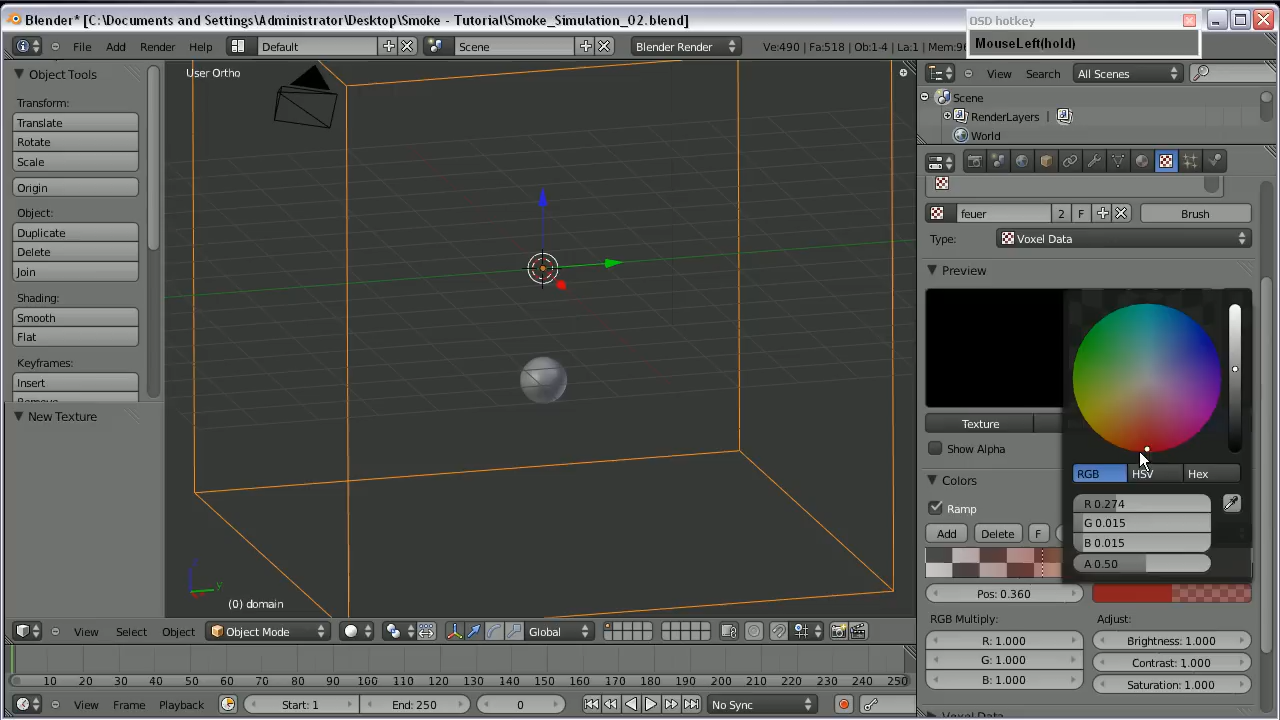 Blender* [C:\Documents and Settings\Administrator\Desktop\Smoke - Tutorial\Smoke_Simulation_02.blend]
OSD hotkey
MouseLeft(hold)
File Add Render Help Default Scene Blender Render Ve:490 | Fa:518 | Ob:1-4 | La:1 | Mem:96
View Search All Scenes
Object Tools
User Ortho
Scene
RenderLayers |
World
Transform:
Translate
Rotate
Scale
Origin
Object:
Duplicate
Delete
Join
Shading:
Smooth
Flat
Keyframes:
Insert
New Texture
feuer 2 F Brush
Type: Voxel Data
Preview
Texture
Show Alpha
RGB HSV Hex
Colors
Ramp
R 0.274
G 0.015
B 0.015
A 0.50
Add Delete F
Pos: 0.360
RGB Multiply: Adjust:
R: 1.000 Brightness: 1.000
G: 1.000 Contrast: 1.000
B: 1.000 Saturation: 1.000
z
y
(0) domain
View Select Object Object Mode Global
10 20 30 40 50 60 70 80 90 100 110 120 130 140 150 160 170 180 190 200 210 220 230 240 250
View Frame Playback Start: 1 End: 250 0 No Sync